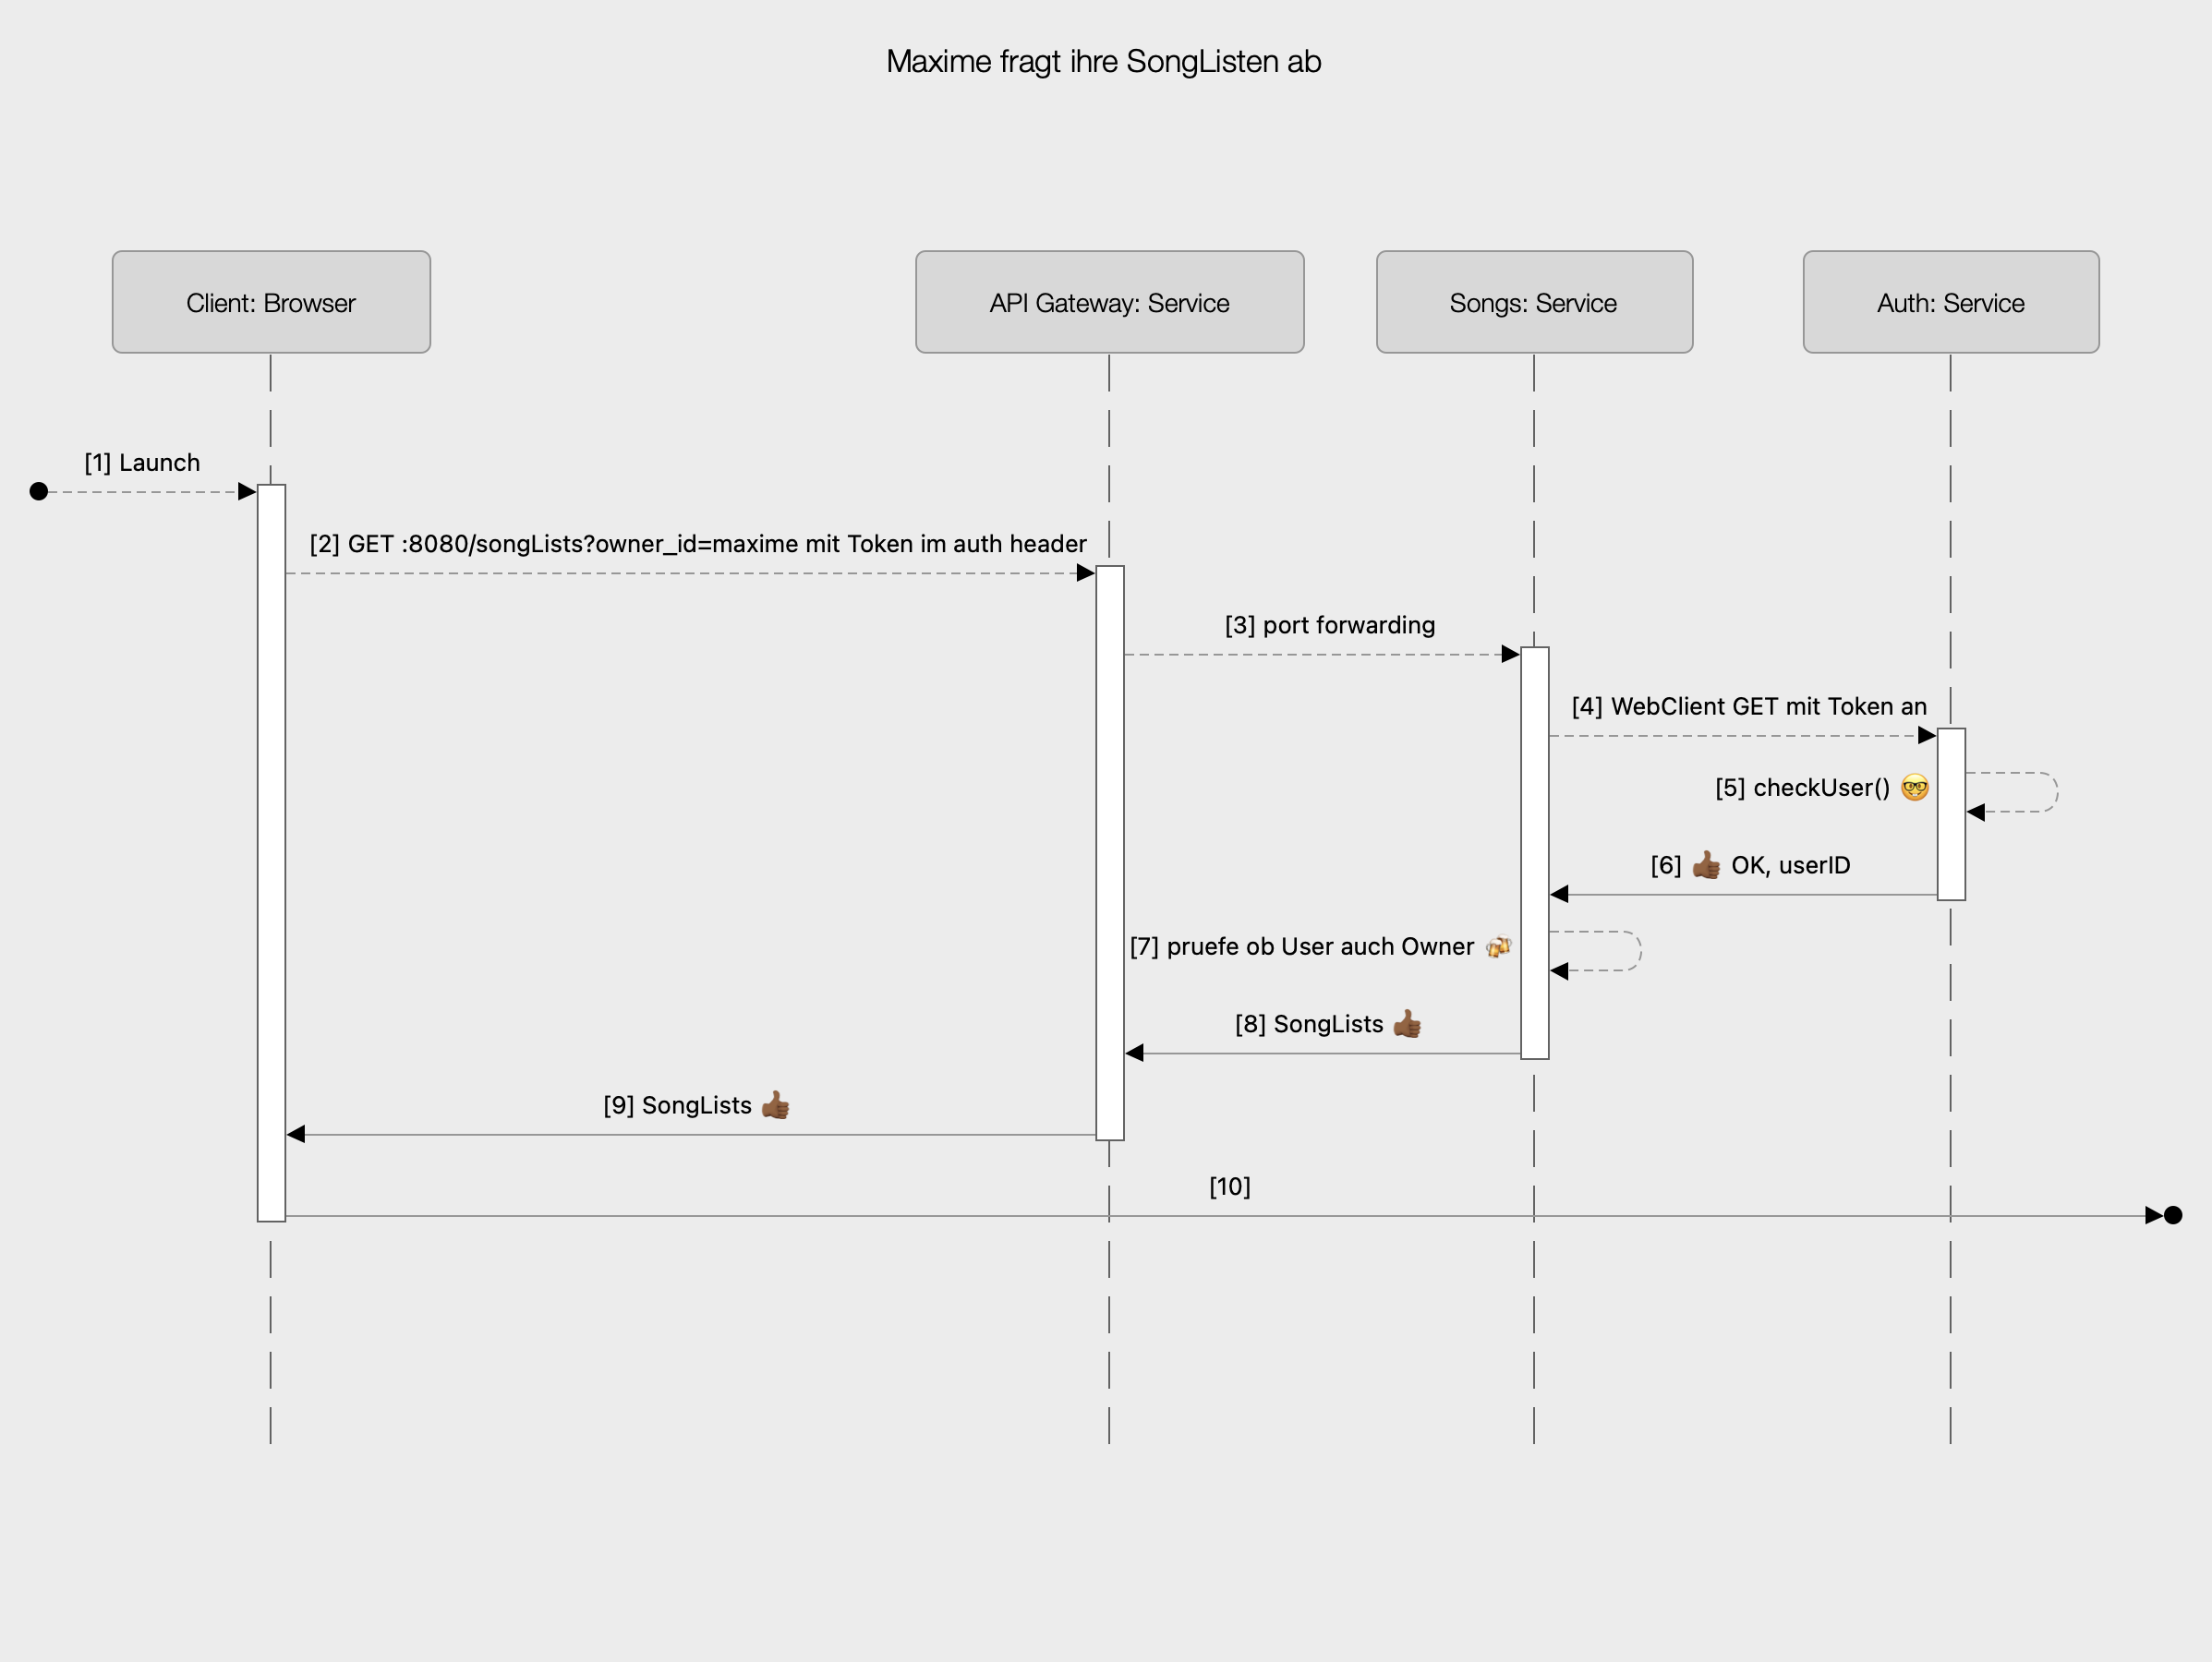 Maxime fragt ihre SongListen ab
Client: Browser
API Gateway: Service
Songs: Service
Auth: Service
[1] Launch
[2] GET :8080/songLists?owner_id=maxime mit Token im auth header
[3] port forwarding
[4] WebClient GET mit Token an
[5] checkUser() 🤓
[6] 👍🏾 OK, userID
[7] pruefe ob User auch Owner 🍻
[8] SongLists 👍🏾
[9] SongLists 👍🏾
[10]